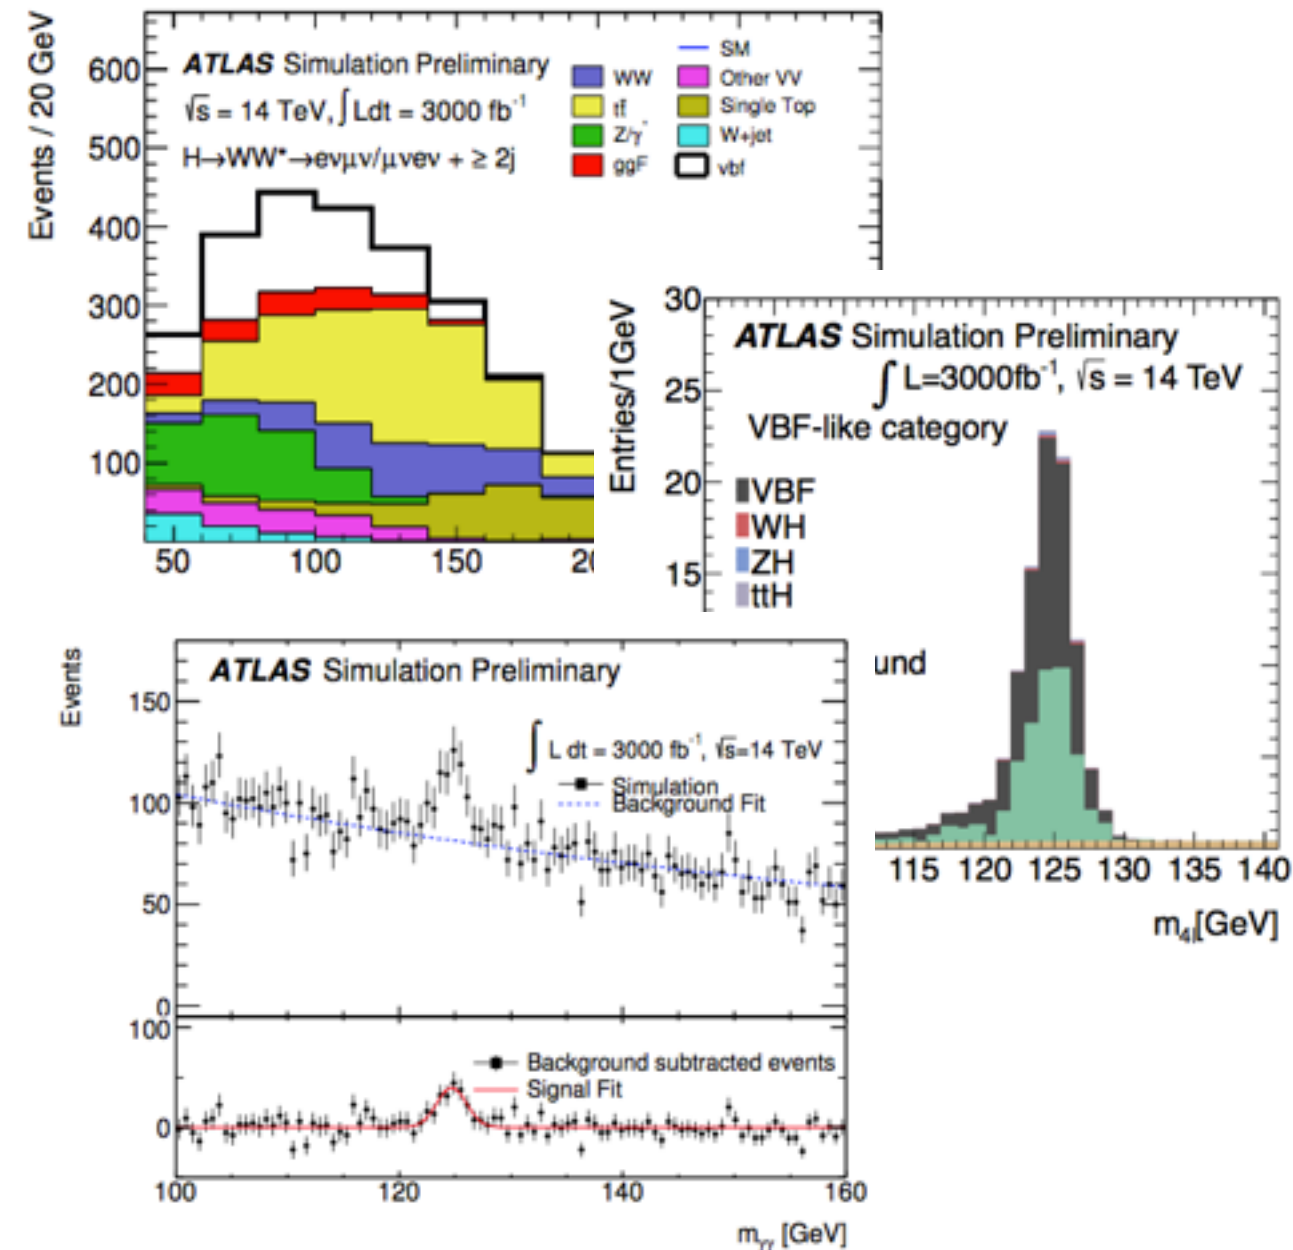 Events / 20 GeV
600
500
400
300
200
100
ATLAS Simulation Preliminary
√s = 14 TeV, ∫Ldt = 3000 fb⁻¹
H→WW*→eνμν/μνeν + ≥ 2j
SM
WW
Other VV
tt̄
Single Top
Z/γ*
W+jet
ggF
vbf
50
100
150
20
Entries/1GeV
30
25
20
15
ATLAS Simulation Preliminary
∫ L=3000fb⁻¹, √s = 14 TeV
VBF-like category
VBF
WH
ZH
ttH
und
115
120
125
130
135
140
m₄ₗ[GeV]
Events
150
100
50
0
ATLAS Simulation Preliminary
∫ L dt = 3000 fb⁻¹, √s=14 TeV
Simulation
Background Fit
100
0
Background subtracted events
Signal Fit
100
120
140
160
mγγ [GeV]